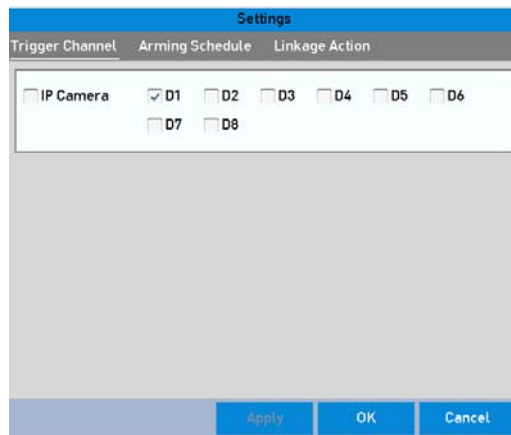 Settings
Trigger Channel Arming Schedule Linkage Action
IP Camera D1 D2 D3 D4 D5 D6
D7 D8
Apply OK Cancel